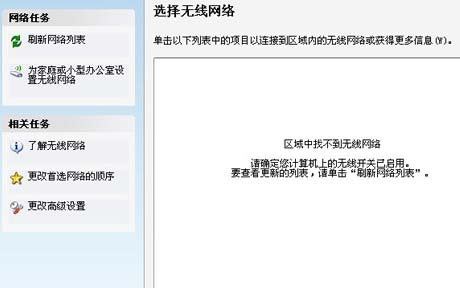 网络任务
刷新网络列表
为家庭或小型办公室设
置无线网络
相关任务
了解无线网络
更改首选网络的顺序
更改高级设置
选择无线网络
单击以下列表中的项目以连接到区域内的无线网络或获得更多信息(W)。
区域中找不到无线网络
请确定您计算机上的无线开关已启用。
要查看更新的列表，请单击“刷新网络列表”。